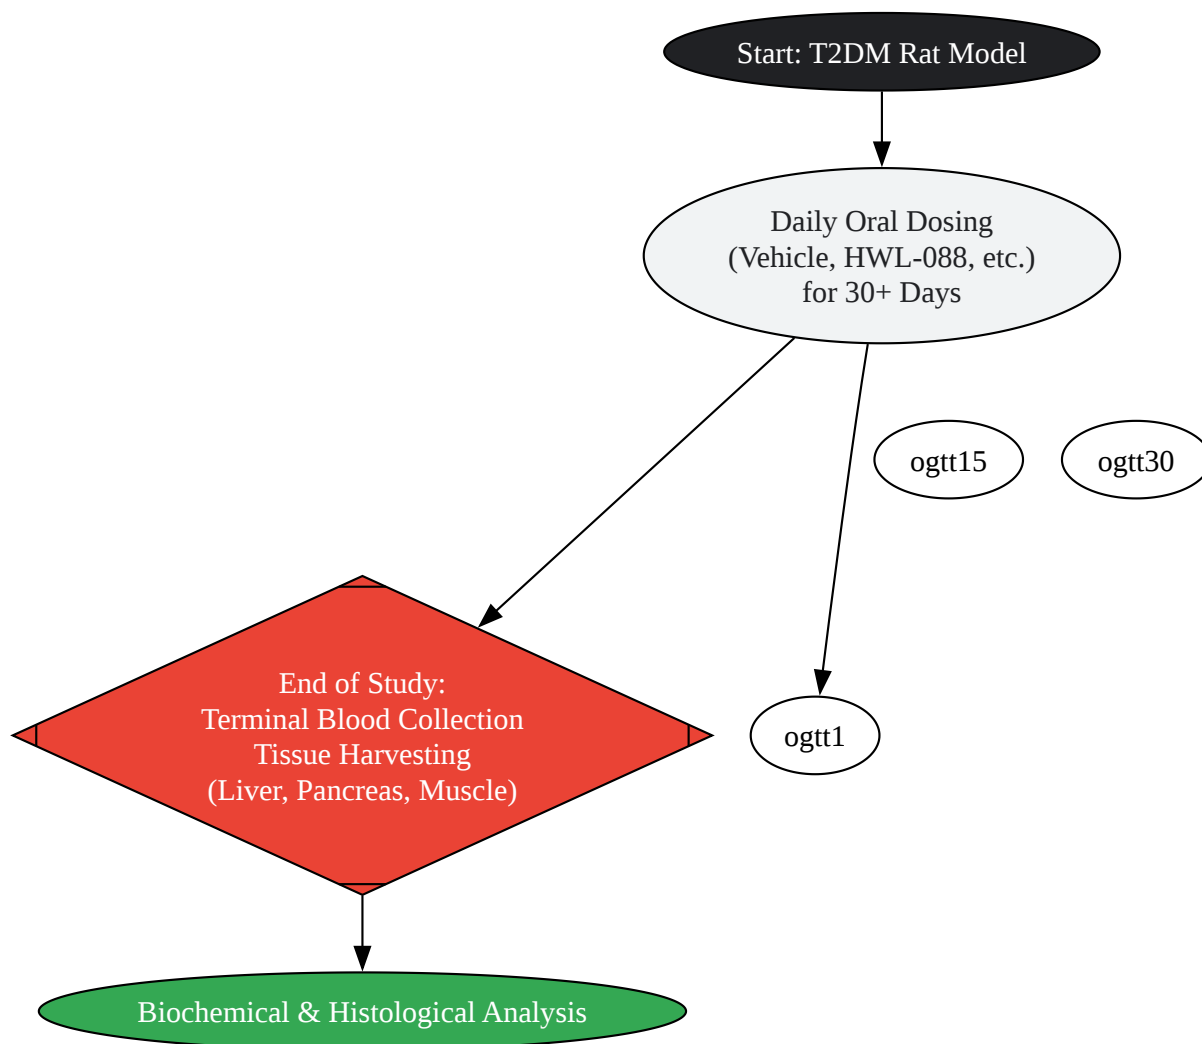 Start: T2DM Rat Model
Daily Oral Dosing
(Vehicle, HWL-088, etc.)
for 30+ Days
ogtt15
ogtt30
End of Study:
Terminal Blood Collection
Tissue Harvesting
(Liver, Pancreas, Muscle)
ogtt1
Biochemical & Histological Analysis